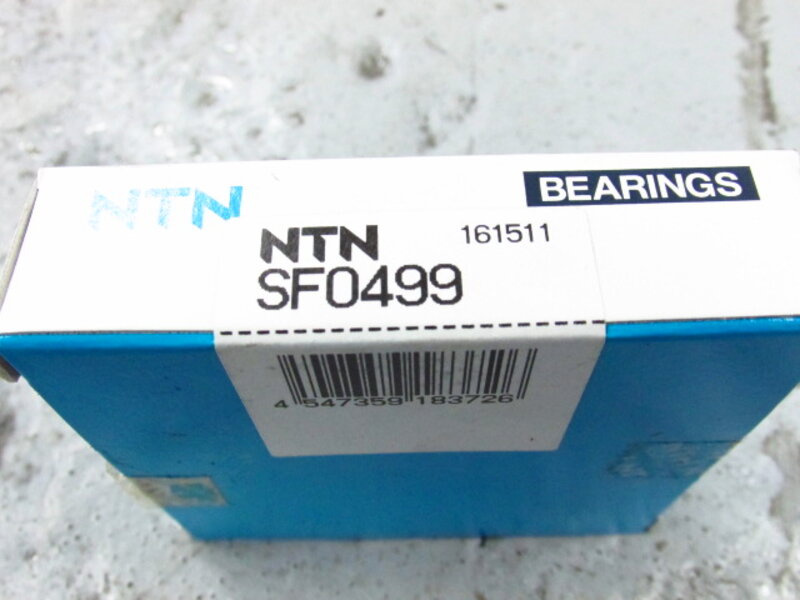 NTN
BEARINGS
NTN 161511
SF0499
4 547359 183726